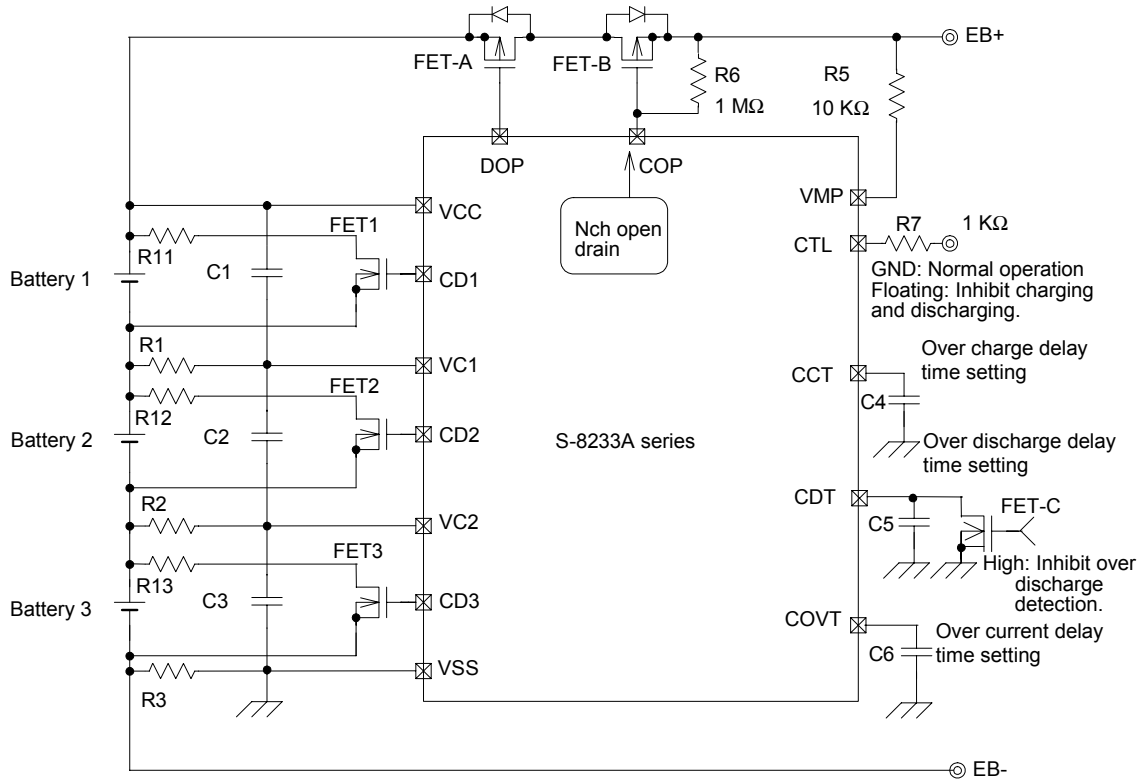 EB+
FET-A
FET-B
R6
1 MΩ
R5
10 KΩ
DOP
COP
VMP
Nch open
drain
VCC
FET1
R11
C1
Battery 1
CD1
R7
1 KΩ
CTL
GND: Normal operation
Floating: Inhibit charging
and discharging.
R1
VC1
Over charge delay
time setting
CCT
C4
FET2
R12
C2
Battery 2
CD2
S-8233A series
Over discharge delay
time setting
R2
VC2
CDT
C5
FET-C
High: Inhibit over
discharge
detection.
FET3
R13
C3
Battery 3
CD3
COVT
C6
Over current delay
time setting
VSS
R3
EB-